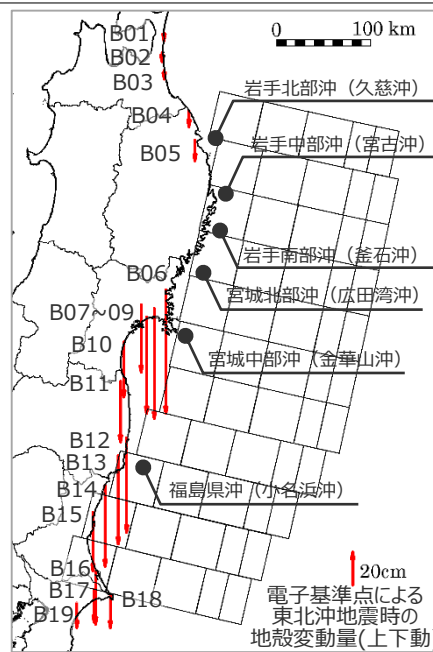 B01
B02
B03
0 100 km
岩手北部沖（久慈沖）
B04
岩手中部沖（宮古沖）
B05
岩手南部沖（釜石沖）
B06
宮城北部沖（広田湾沖）
B07~09
B10
宮城中部沖（金華山沖）
B11
B12
B13
福島県沖（小名浜沖）
B14
B15
B16
B17
B18
B19
20cm
電子基準点による
東北沖地震時の
地殻変動量(上下動)